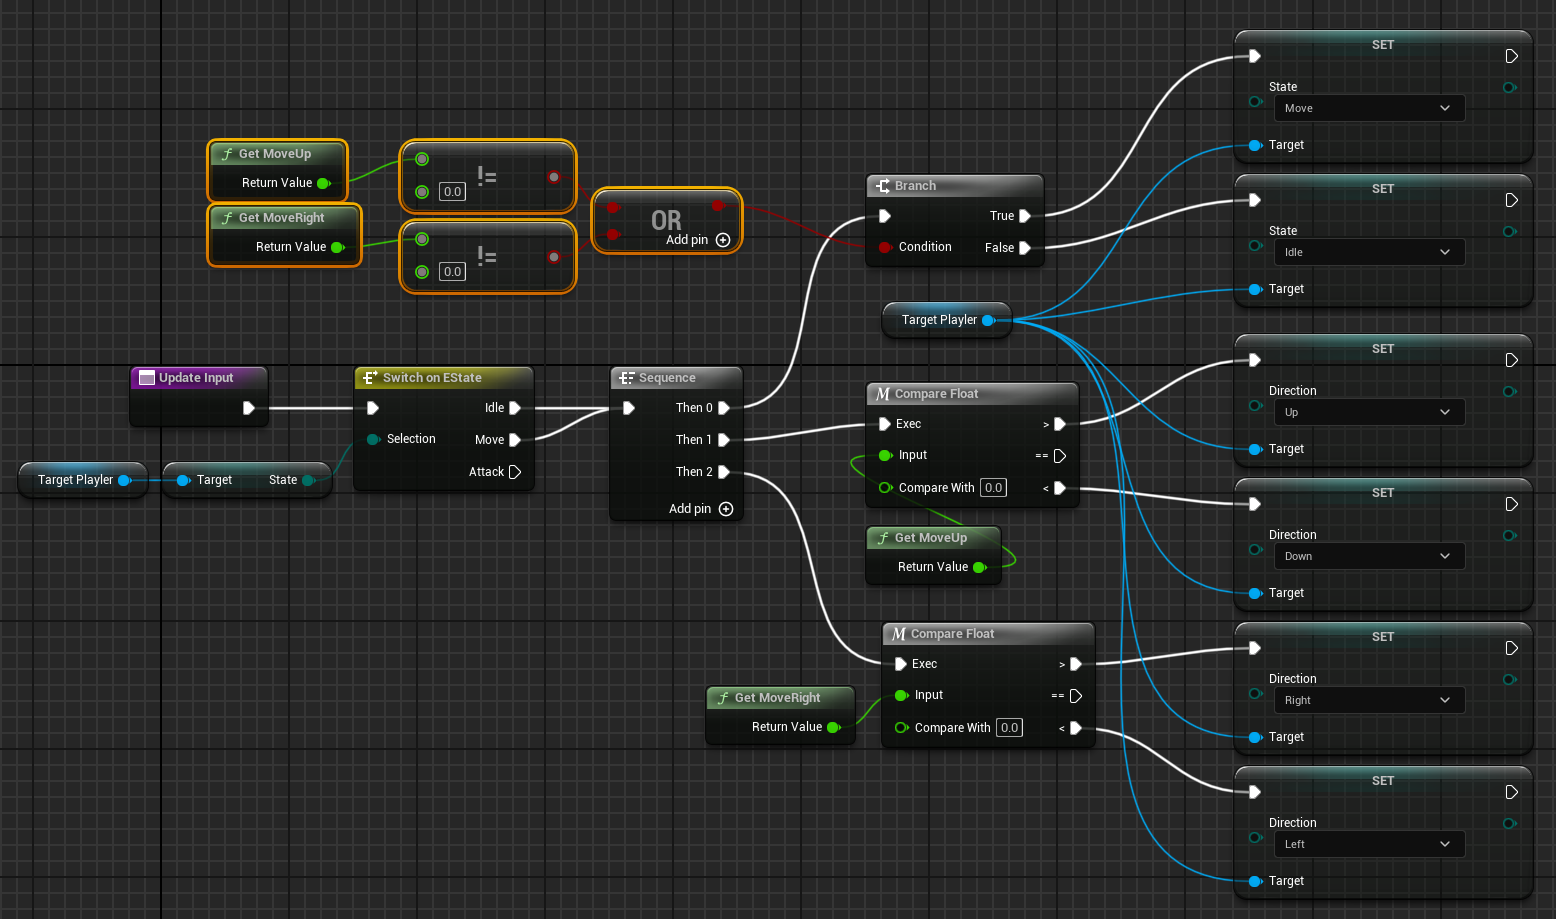 SET
State
Move
Target
f Get MoveUp
Return Value
!=
0.0
f Get MoveRight
Return Value
!=
0.0
OR
Add pin
Branch
True
Condition
False
SET
State
Idle
Target
Target Playler
Update Input
Switch on EState
Idle
Selection
Move
Attack
Target Playler
Target
State
Sequence
Then 0
Then 1
Then 2
Add pin
M Compare Float
Exec
>
Input
==
Compare With 0.0
<
f Get MoveUp
Return Value
SET
Direction
Up
Target
SET
Direction
Down
Target
M Compare Float
Exec
>
Input
==
Compare With 0.0
<
f Get MoveRight
Return Value
SET
Direction
Right
Target
SET
Direction
Left
Target